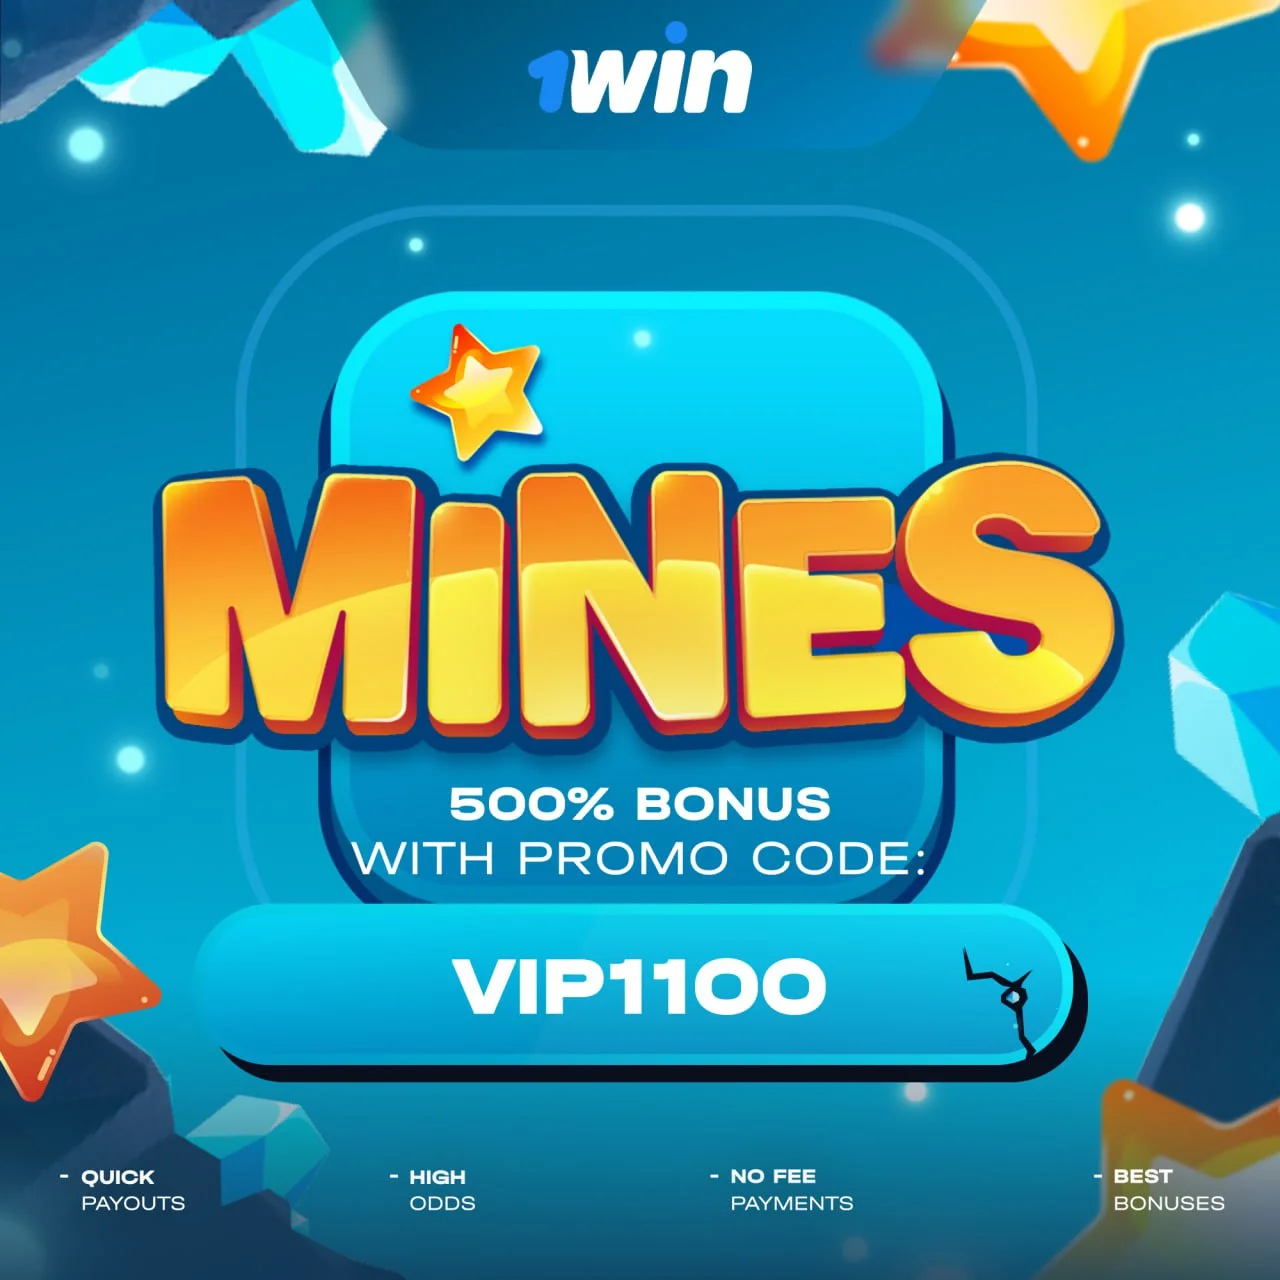 1win
MINES
500% BONUS
WITH PROMO CODE:
VIP1100
- QUICK
PAYOUTS
- HIGH
ODDS
- NO FEE
PAYMENTS
- BEST
BONUSES